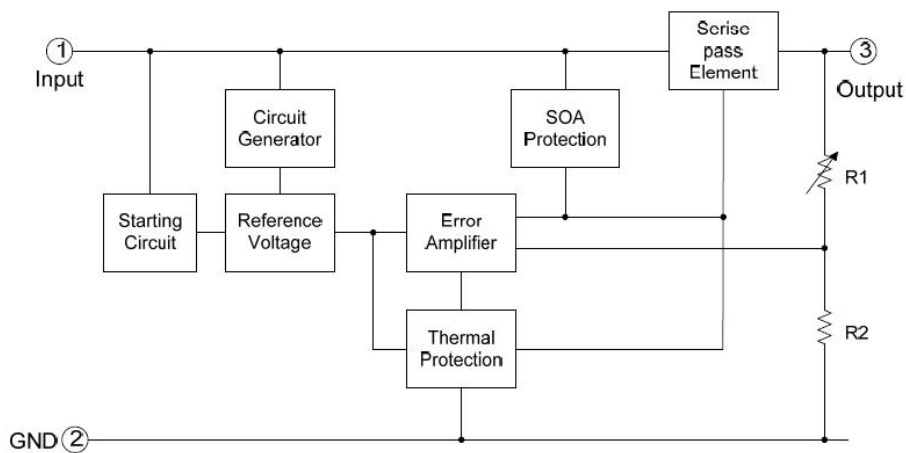 Serise
pass
Element
1
3
Input
Output
Circuit
Generator
SOA
Protection
R1
Starting
Circuit
Reference
Voltage
Error
Amplifier
Thermal
Protection
R2
GND 2